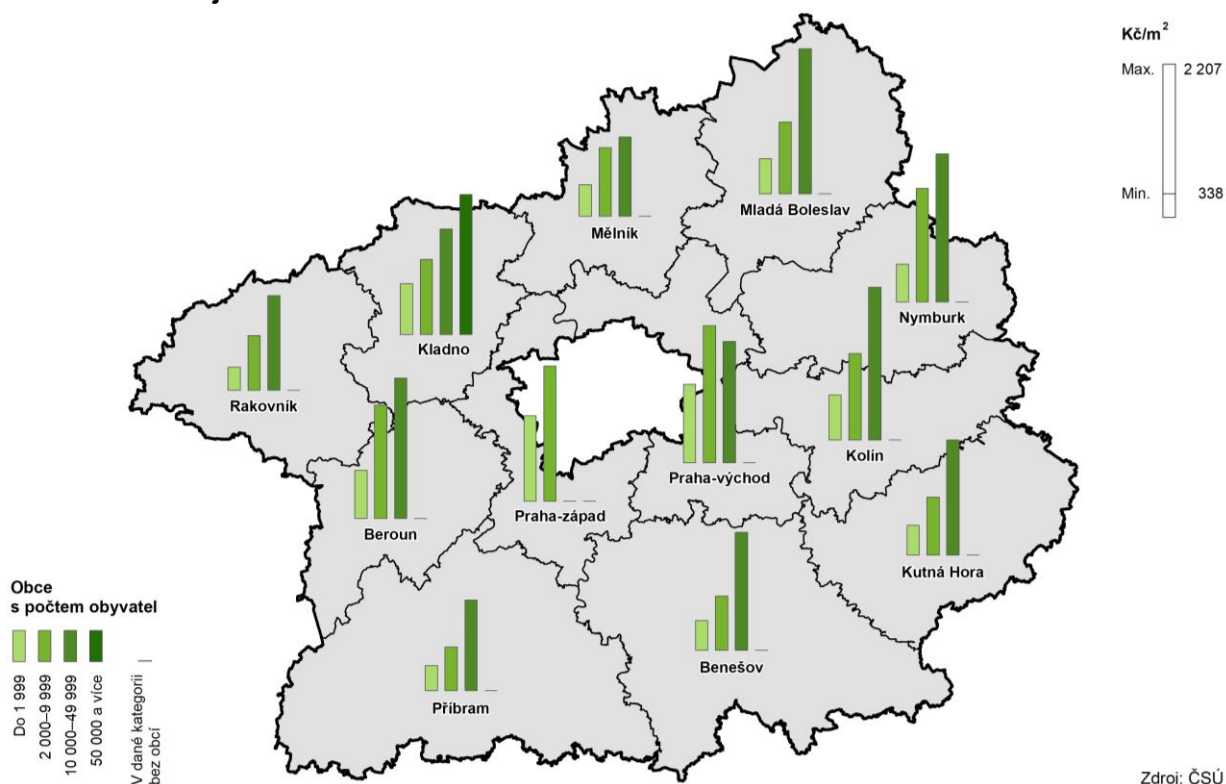 Kč/m²
Max. 2 207
Min. 338
Mladá Boleslav
Mělník
Nymburk
Kladno
Rakovník
Kolín
Praha-východ
Praha-západ
Beroun
Kutná Hora
Benešov
Příbram
Obce
s počtem obyvatel
Do 1 999
2 000–9 999
10 000–49 999
50 000 a více
V dané kategorii
bez obcí
Zdroj: ČSÚ